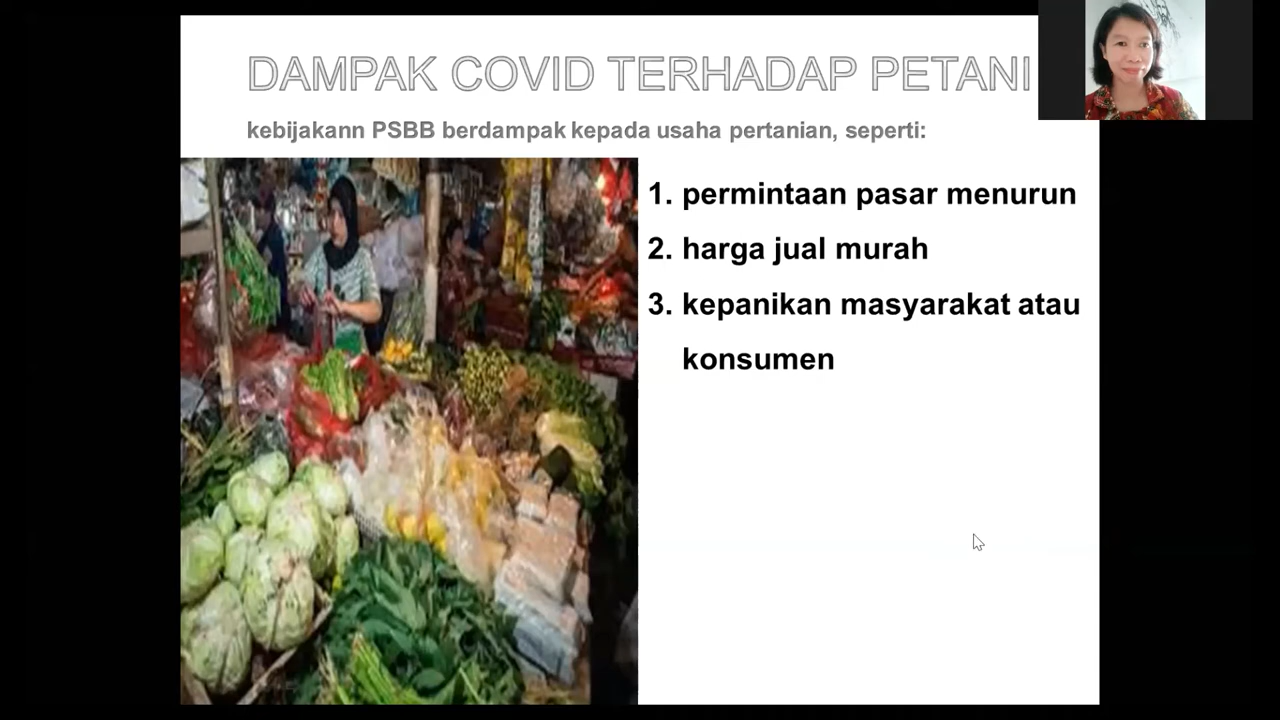 DAMPAK COVID TERHADAP PETANI
kebijakann PSBB berdampak kepada usaha pertanian, seperti:
1. permintaan pasar menurun
2. harga jual murah
3. kepanikan masyarakat atau
konsumen